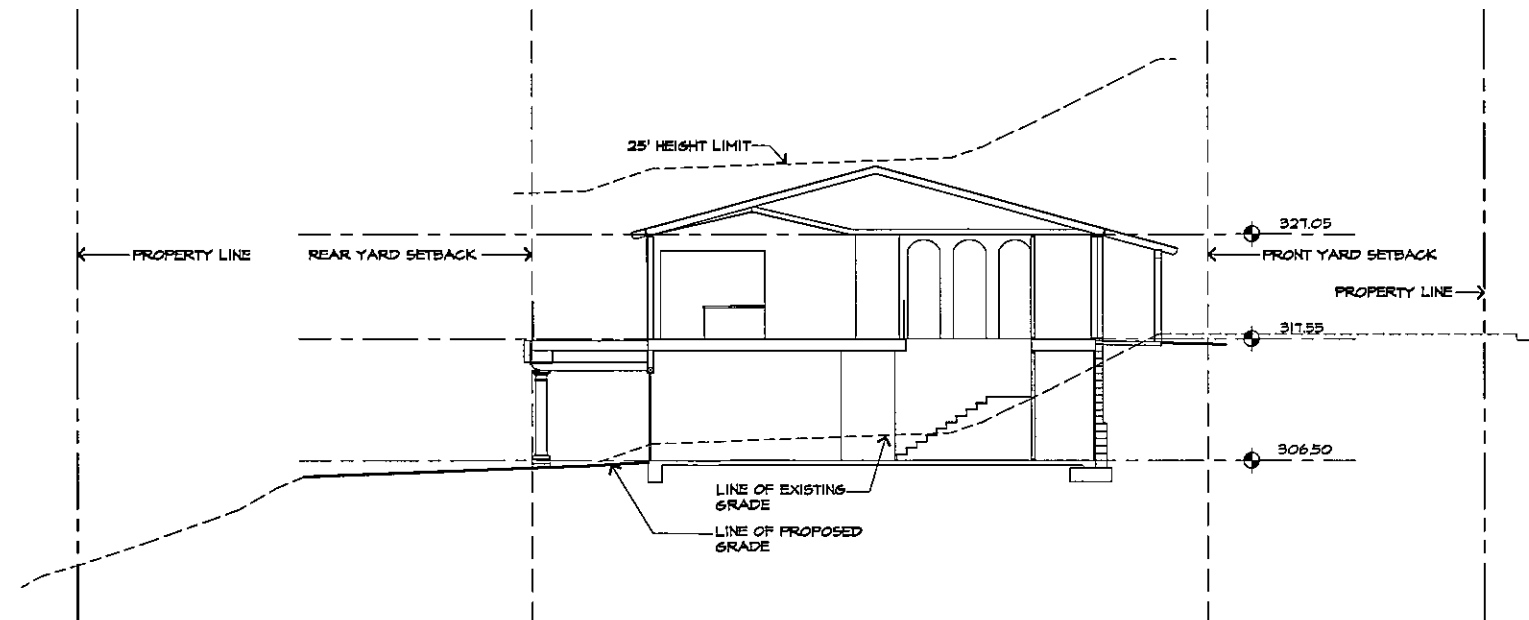 25' HEIGHT LIMIT
327.05
PROPERTY LINE
REAR YARD SETBACK
FRONT YARD SETBACK
PROPERTY LINE
317.55
306.50
LINE OF EXISTING
GRADE
LINE OF PROPOSED
GRADE